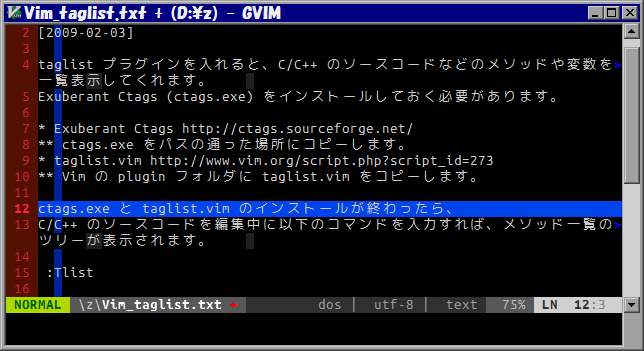 Vim_taglist.txt + (D:¥z) - GVIM
2 [2009-02-03]
3
4 taglist プラグインを入れると、C/C++ のソースコードなどのメソッドや変数を
一覧表示してくれます。
5 Exuberant Ctags (ctags.exe) をインストールしておく必要があります。
6
7 * Exuberant Ctags http://ctags.sourceforge.net/
8 ** ctags.exe をパスの通った場所にコピーします。
9 * taglist.vim http://www.vim.org/script.php?script_id=273
10 ** Vim の plugin フォルダに taglist.vim をコピーします。
11
12 ctags.exe と taglist.vim のインストールが終わったら、
13 C/C++ のソースコードを編集中に以下のコマンドを入力すれば、メソッド一覧の
ツリーが表示されます。
14
15 :Tlist
16
NORMAL \z\Vim_taglist.txt + dos | utf-8 | text 75% LN 12:3